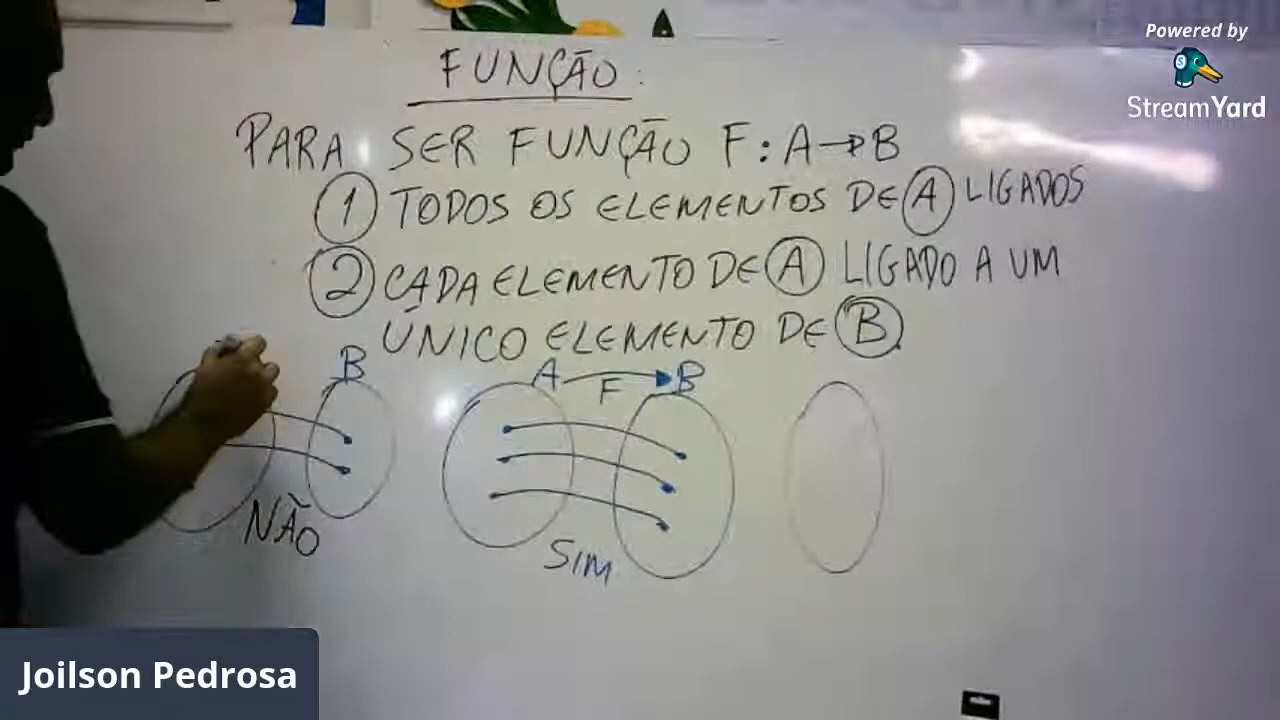 Powered by
StreamYard
FUNÇÃO:
PARA SER FUNÇÃO F: A→B
1 TODOS OS ELEMENTOS DE A LIGADOS
2 CADA ELEMENTO DE A LIGADO A UM
ÚNICO ELEMENTO DE B
B
A F B
NÃO
SIM
Joilson Pedrosa